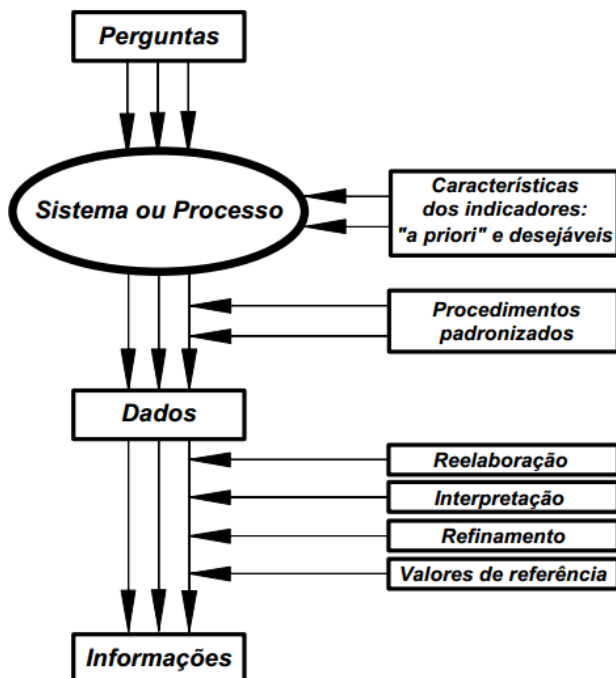 Perguntas
Sistema ou Processo
Características
dos indicadores:
"a priori" e desejáveis
Procedimentos
padronizados
Dados
Reelaboração
Interpretação
Refinamento
Valores de referência
Informações